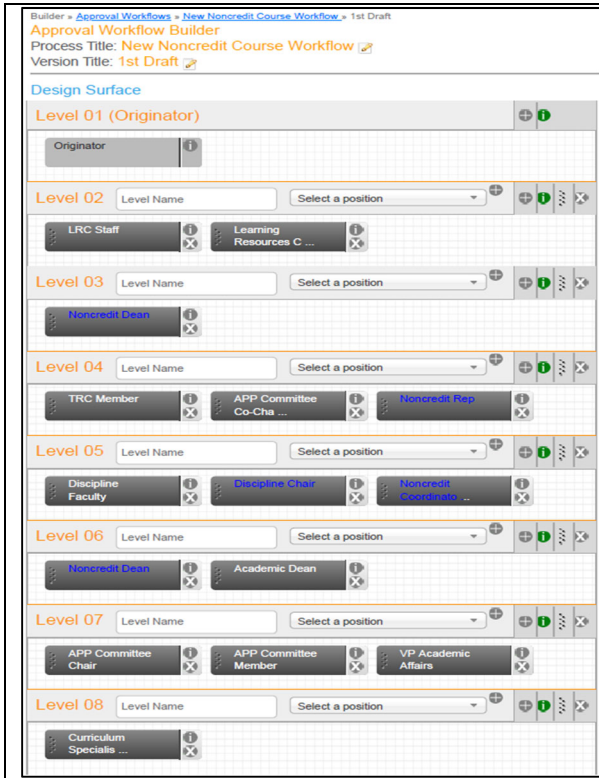 Builder » Approval Workflows » New Noncredit Course Workflow » 1st Draft
Approval Workflow Builder
Process Title: New Noncredit Course Workflow
Version Title: 1st Draft
Design Surface
Level 01 (Originator)
Originator
Level 02 Level Name Select a position
LRC Staff Learning
Resources C ...
Level 03 Level Name Select a position
Noncredit Dean
Level 04 Level Name Select a position
TRC Member APP Committee Noncredit Rep
Co-Cha ...
Level 05 Level Name Select a position
Discipline Discipline Chair Noncredit
Faculty Coordinato ..
Level 06 Level Name Select a position
Noncredit Dean Academic Dean
Level 07 Level Name Select a position
APP Committee APP Committee VP Academic
Chair Member Affairs
Level 08 Level Name Select a position
Curriculum
Specialis ...